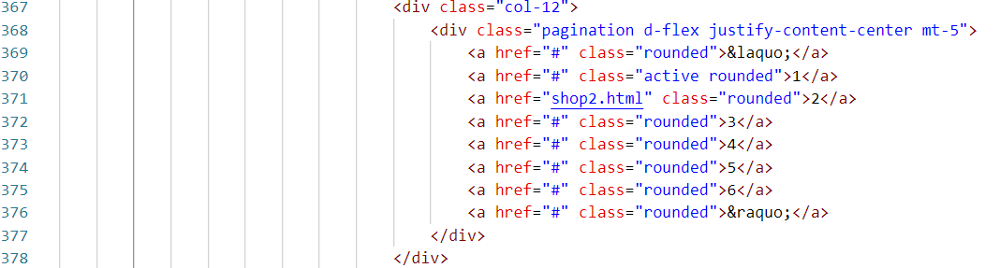 367 <div class="col-12">
368 <div class="pagination d-flex justify-content-center mt-5">
369 <a href="#" class="rounded">&laquo;</a>
370 <a href="#" class="active rounded">1</a>
371 <a href="shop2.html" class="rounded">2</a>
372 <a href="#" class="rounded">3</a>
373 <a href="#" class="rounded">4</a>
374 <a href="#" class="rounded">5</a>
375 <a href="#" class="rounded">6</a>
376 <a href="#" class="rounded">&raquo;</a>
377 </div>
378 </div>